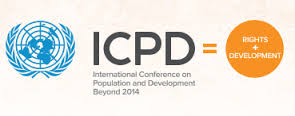 ICPD =
International Conference on
Population and Development
Beyond 2014
RIGHTS
+
DEVELOPMENT